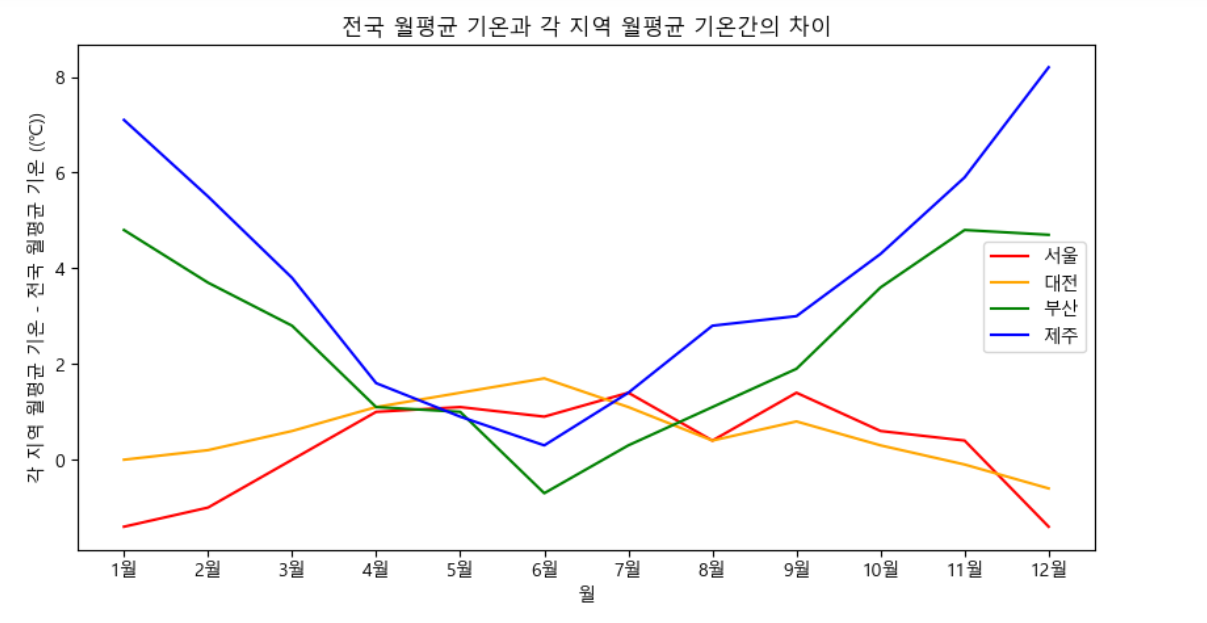 전국 월평균 기온과 각 지역 월평균 기온간의 차이
각 지역 월평균 기온 - 전국 월평균 기온 ((℃))
8
6
4
2
0
서울
대전
부산
제주
1월 2월 3월 4월 5월 6월 7월 8월 9월 10월 11월 12월
월